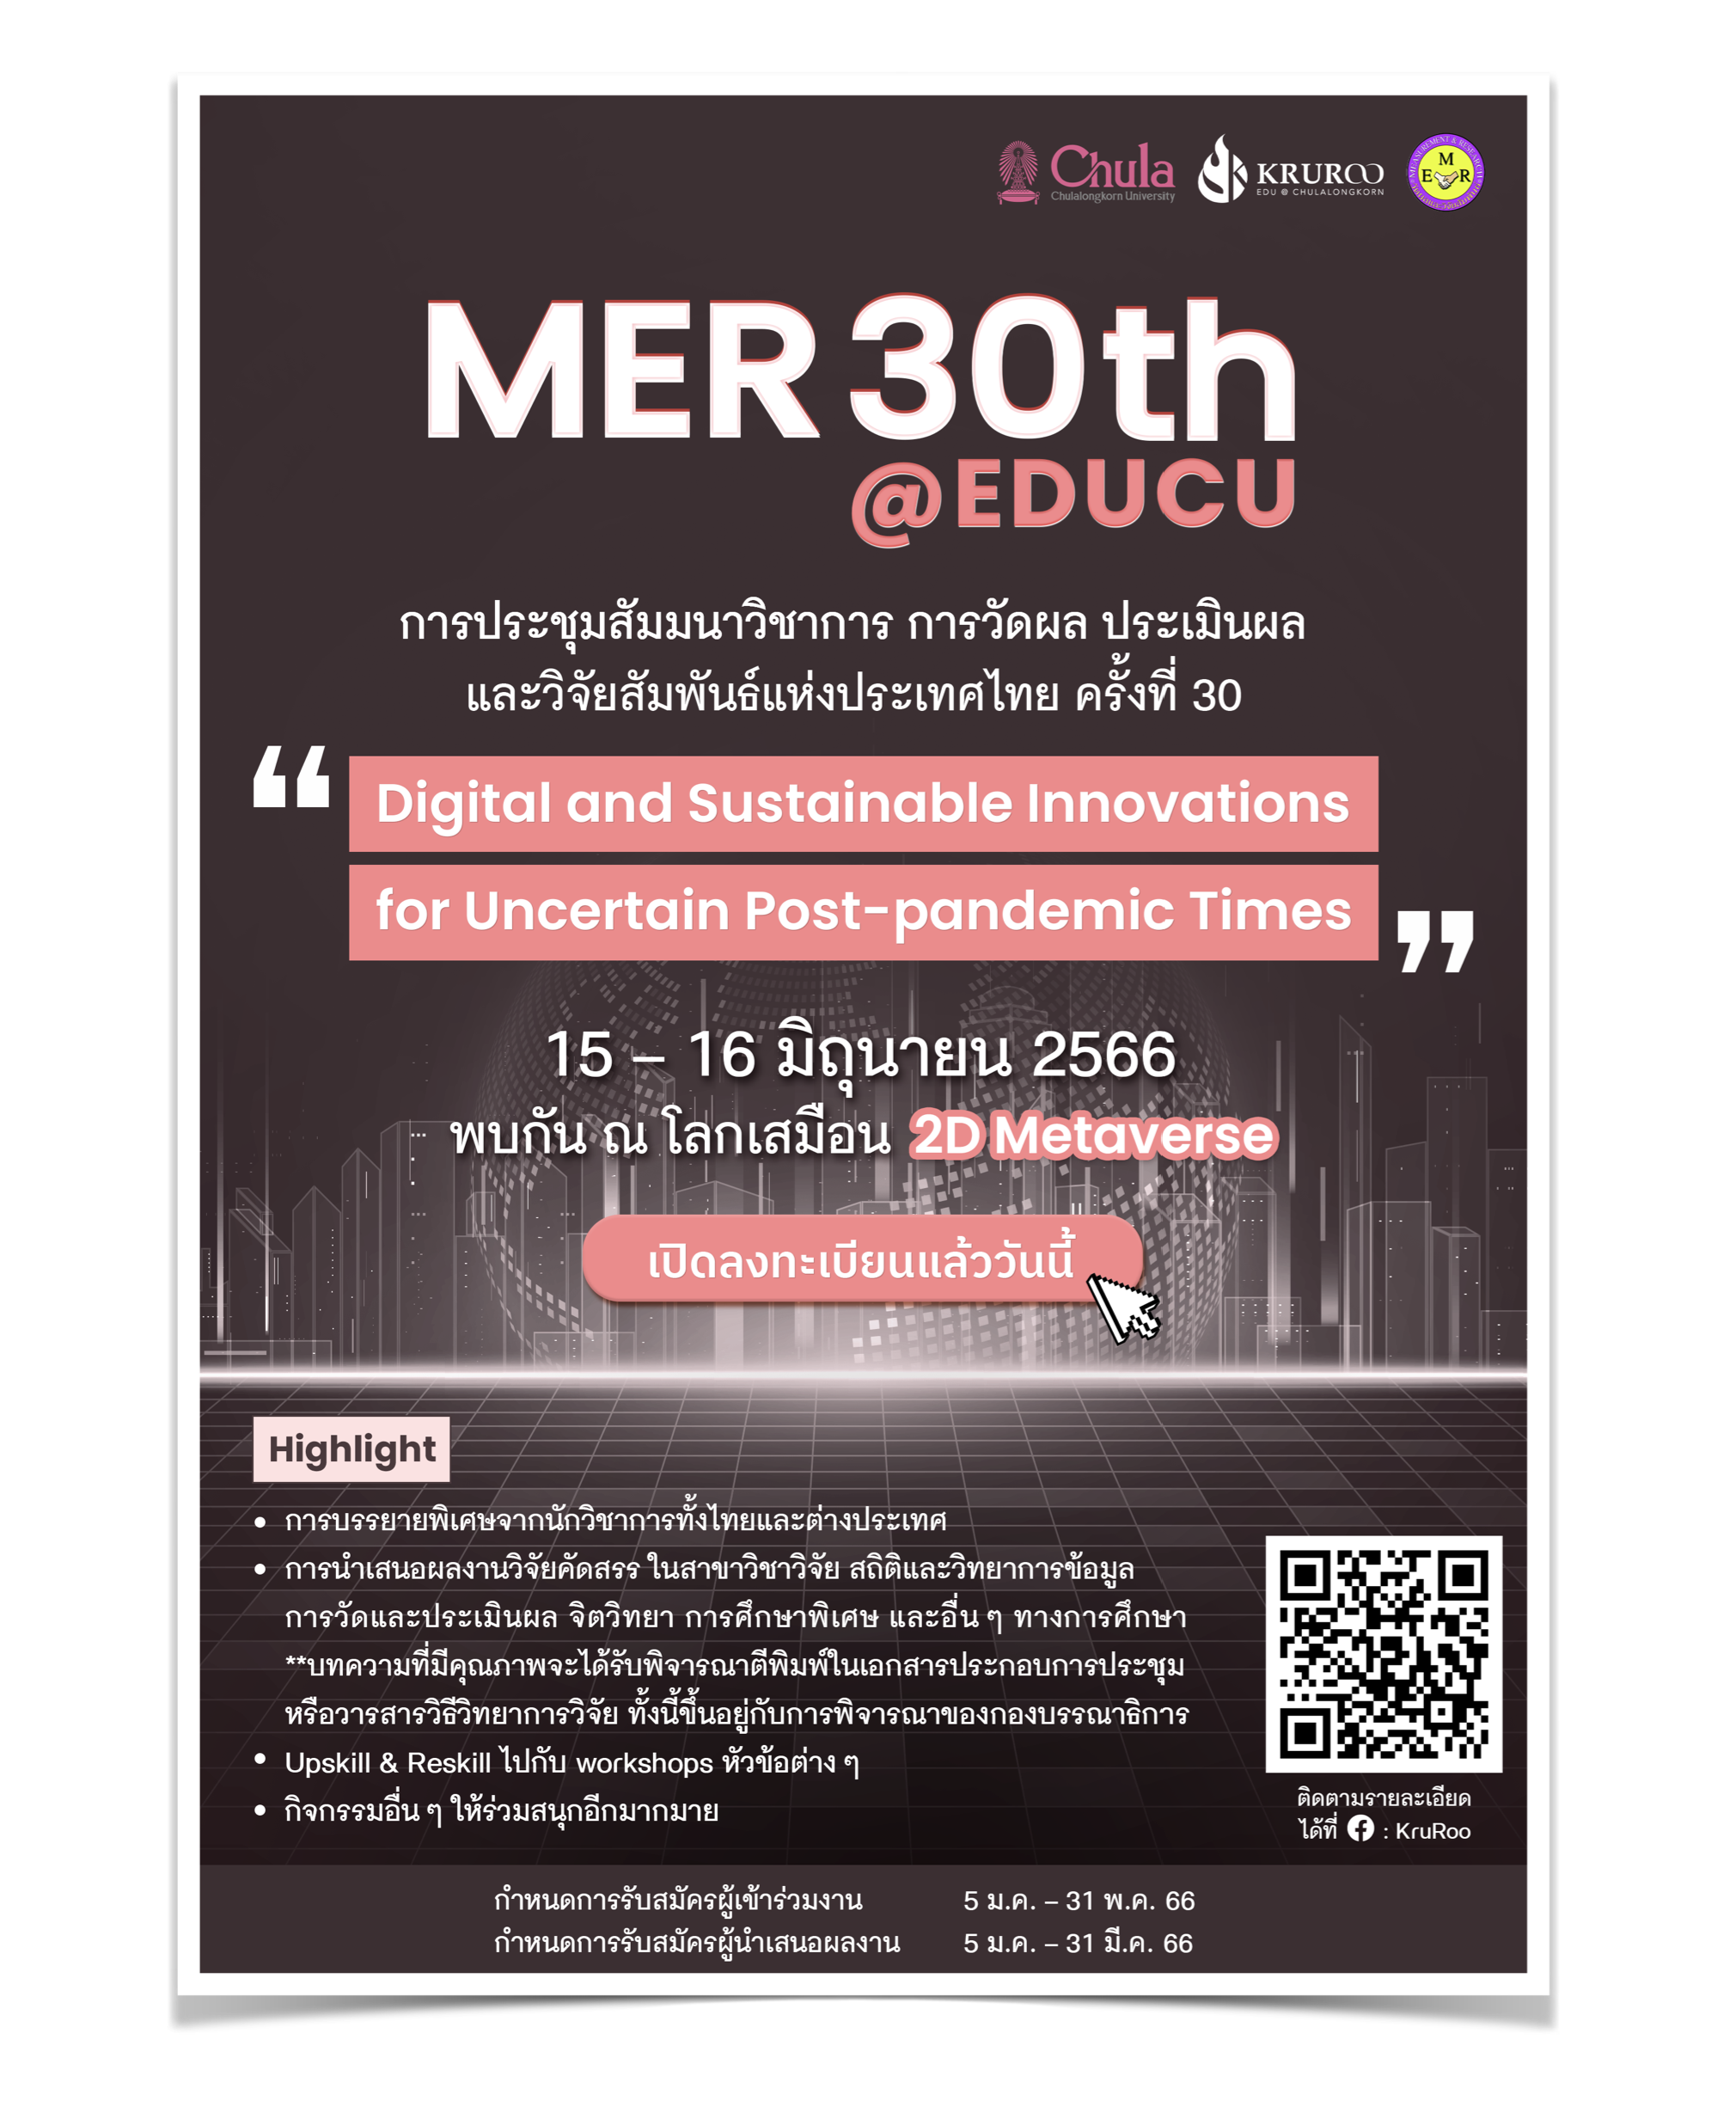 Chula
Chulalongkorn University
KRUROO
EDU @ CHULALONGKORN
MEASUREMENT & RESEARCH
M
E R
MER 30th
@EDUCU
การประชุมสัมมนาวิชาการ การวัดผล ประเมินผล
และวิจัยสัมพันธ์แห่งประเทศไทย ครั้งที่ 30
“ Digital and Sustainable Innovations
for Uncertain Post-pandemic Times ”
15 – 16 มิถุนายน 2566
พบกัน ณ โลกเสมือน 2D Metaverse
เปิดลงทะเบียนแล้ววันนี้
Highlight
• การบรรยายพิเศษจากนักวิชาการทั้งไทยและต่างประเทศ
• การนำเสนอผลงานวิจัยคัดสรร ในสาขาวิชาวิจัย สถิติและวิทยาการข้อมูล
การวัดและประเมินผล จิตวิทยา การศึกษาพิเศษ และอื่น ๆ ทางการศึกษา
**บทความที่มีคุณภาพจะได้รับพิจารณาตีพิมพ์ในเอกสารประกอบการประชุม
หรือวารสารวิธีวิทยาการวิจัย ทั้งนี้ขึ้นอยู่กับการพิจารณาของกองบรรณาธิการ
• Upskill & Reskill ไปกับ workshops หัวข้อต่าง ๆ
• กิจกรรมอื่น ๆ ให้ร่วมสนุกอีกมากมาย
ติดตามรายละเอียด
ได้ที่ : KruRoo
กำหนดการรับสมัครผู้เข้าร่วมงาน 5 ม.ค. – 31 พ.ค. 66
กำหนดการรับสมัครผู้นำเสนอผลงาน 5 ม.ค. – 31 มี.ค. 66